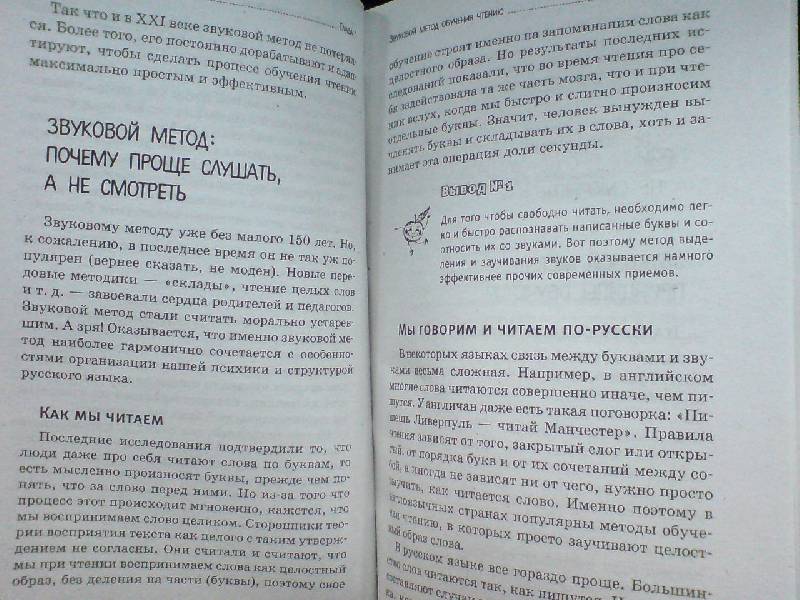 Так что и в XXI веке звуковой метод не потерял-
ся. Более того, его постоянно дорабатывают и адап-
тируют, чтобы сделать процесс обучения чтению
максимально простым и эффективным.
ЗВУКОВОЙ МЕТОД:
ПОЧЕМУ ПРОЩЕ СЛУШАТЬ,
А НЕ СМОТРЕТЬ
Звуковому методу уже без малого 150 лет. Но,
к сожалению, в последнее время он не так уж по-
пулярен (вернее сказать, не моден). Новые пере-
довые методики — «склады», чтение целых слов
и т. д. — завоевали сердца родителей и педагогов.
Звуковой метод стали считать морально устарев-
шим. А зря! Оказывается, что именно звуковой ме-
тод наиболее гармонично сочетается с особенно-
стями организации нашей психики и структурой
русского языка.
Как мы читаем
Последние исследования подтвердили то, что
люди даже про себя читают слова по буквам, то
есть мысленно произносят буквы, прежде чем по-
нять, что за слово перед ними. Но из-за того что
процесс этот происходит мгновенно, кажется, что
мы воспринимаем слово целиком. Сторонники тео-
рии восприятия текста как целого с таким утверж-
дением не согласны. Они считали и считают, что
мы при чтении воспринимаем слова как целостный
образ, без деления на части (буквы), поэтому свое
Звуковой метод обучения чтению
обучение строят именно на запоминании слова как
целостного образа. Но результаты последних ис-
следований показали, что во время чтения про се-
бя задействована та же часть мозга, что и при чте-
нии вслух, когда мы быстро и слитно произносим
отдельные буквы. Значит, человек вынужден вы-
членять буквы и складывать их в слова, хоть и за-
нимает эта операция доли секунды.
Вывод №1
Для того чтобы свободно читать, необходимо лег-
ко и быстро распознавать написанные буквы и со-
относить их со звуками. Вот поэтому метод выде-
ления и заучивания звуков оказывается намного
эффективнее прочих современных приемов.
Мы говорим и читаем по-русски
В некоторых языках связь между буквами и зву-
ками весьма сложная. Например, в английском
многие слова читаются совершенно иначе, чем пи-
шутся. У англичан даже есть такая поговорка: «Пи-
шешь Ливерпуль — читай Манчестер». Правила
чтения зависят от того, закрытый слог или откры-
тый, от порядка букв и от их сочетаний между со-
бой, а иногда не зависят ни от чего, нужно просто
выучить, как читается слово. Именно поэтому в
англоязычных странах популярны методы обуче-
ния чтению, в которых просто заучивают целост-
ный образ слова.
В русском языке все гораздо проще. Большин-
ство слов читаются так, как пишутся.